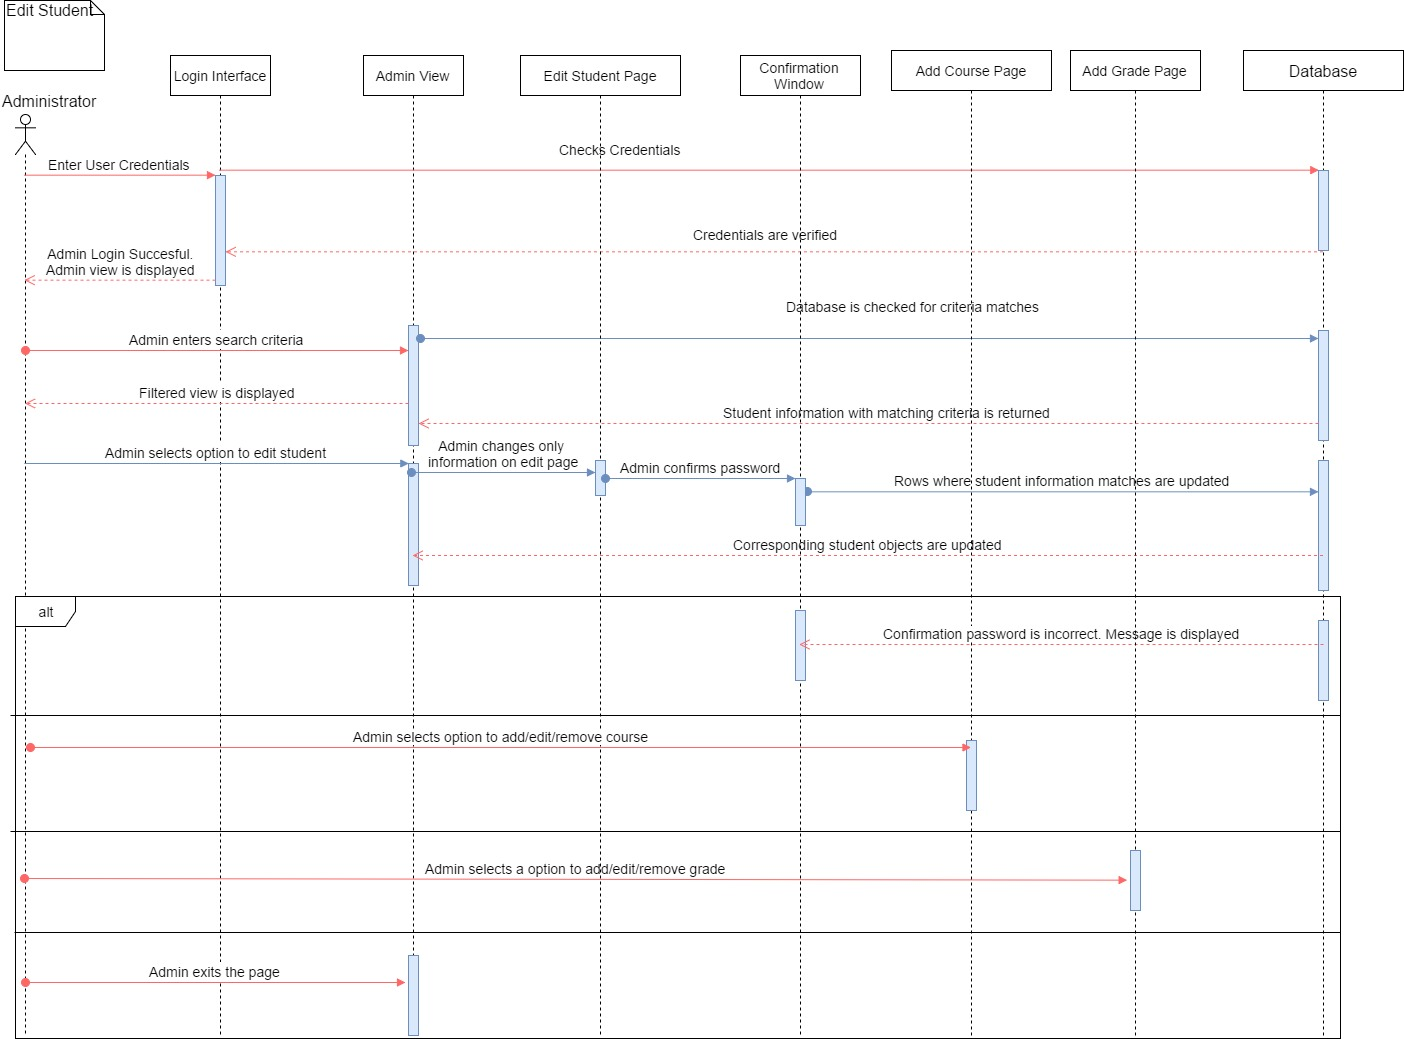 Edit Student
Login Interface
Admin View
Edit Student Page
Confirmation
Window
Add Course Page
Add Grade Page
Database
Administrator
Checks Credentials
Enter User Credentials
Credentials are verified
Admin Login Succesful.
Admin view is displayed
Database is checked for criteria matches
Admin enters search criteria
Filtered view is displayed
Student information with matching criteria is returned
Admin selects option to edit student
Admin changes only
information on edit page
Admin confirms password
Rows where student information matches are updated
Corresponding student objects are updated
alt
Confirmation password is incorrect. Message is displayed
Admin selects option to add/edit/remove course
Admin selects a option to add/edit/remove grade
Admin exits the page